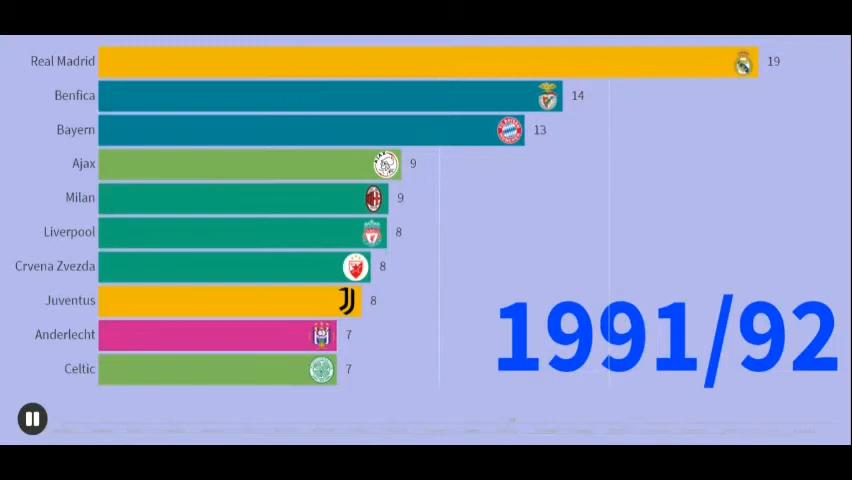 Real Madrid 19
Benfica 14
Bayern 13
Ajax 9
Milan 9
Liverpool 8
Crvena Zvezda 8
Juventus 8
Anderlecht 7
Celtic 7
1991/92